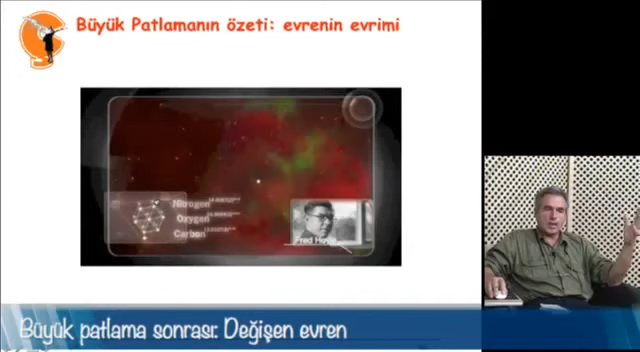 Büyük Patlamanın özeti: evrenin evrimi
Nitrogen
Oxygen
Carbon
Fred Hoyle
Büyük patlama sonrası: Değişen evren